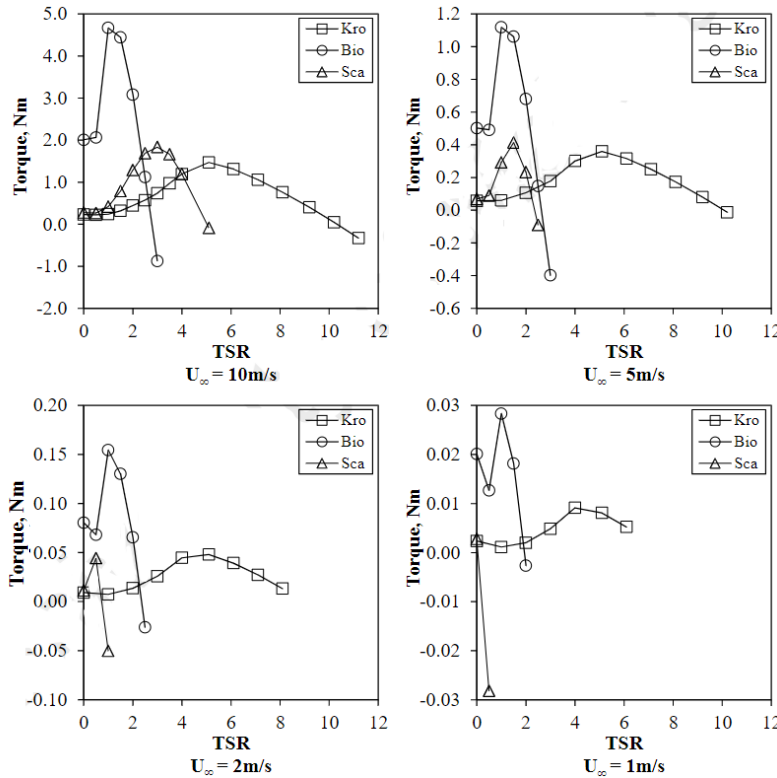 5.0
4.0
3.0
2.0
1.0
0.0
-1.0
-2.0
Torque, Nm
Kro
Bio
Sca
0 2 4 6 8 10 12
TSR
U∞ = 10m/s
1.2
1.0
0.8
0.6
0.4
0.2
0.0
-0.2
-0.4
-0.6
Torque, Nm
Kro
Bio
Sca
0 2 4 6 8 10 12
TSR
U∞ = 5m/s
0.20
0.15
0.10
0.05
0.00
-0.05
-0.10
Torque, Nm
Kro
Bio
Sca
0 2 4 6 8 10 12
TSR
U∞ = 2m/s
0.03
0.02
0.01
0.00
-0.01
-0.02
-0.03
Torque, Nm
Kro
Bio
Sca
0 2 4 6 8 10 12
TSR
U∞ = 1m/s